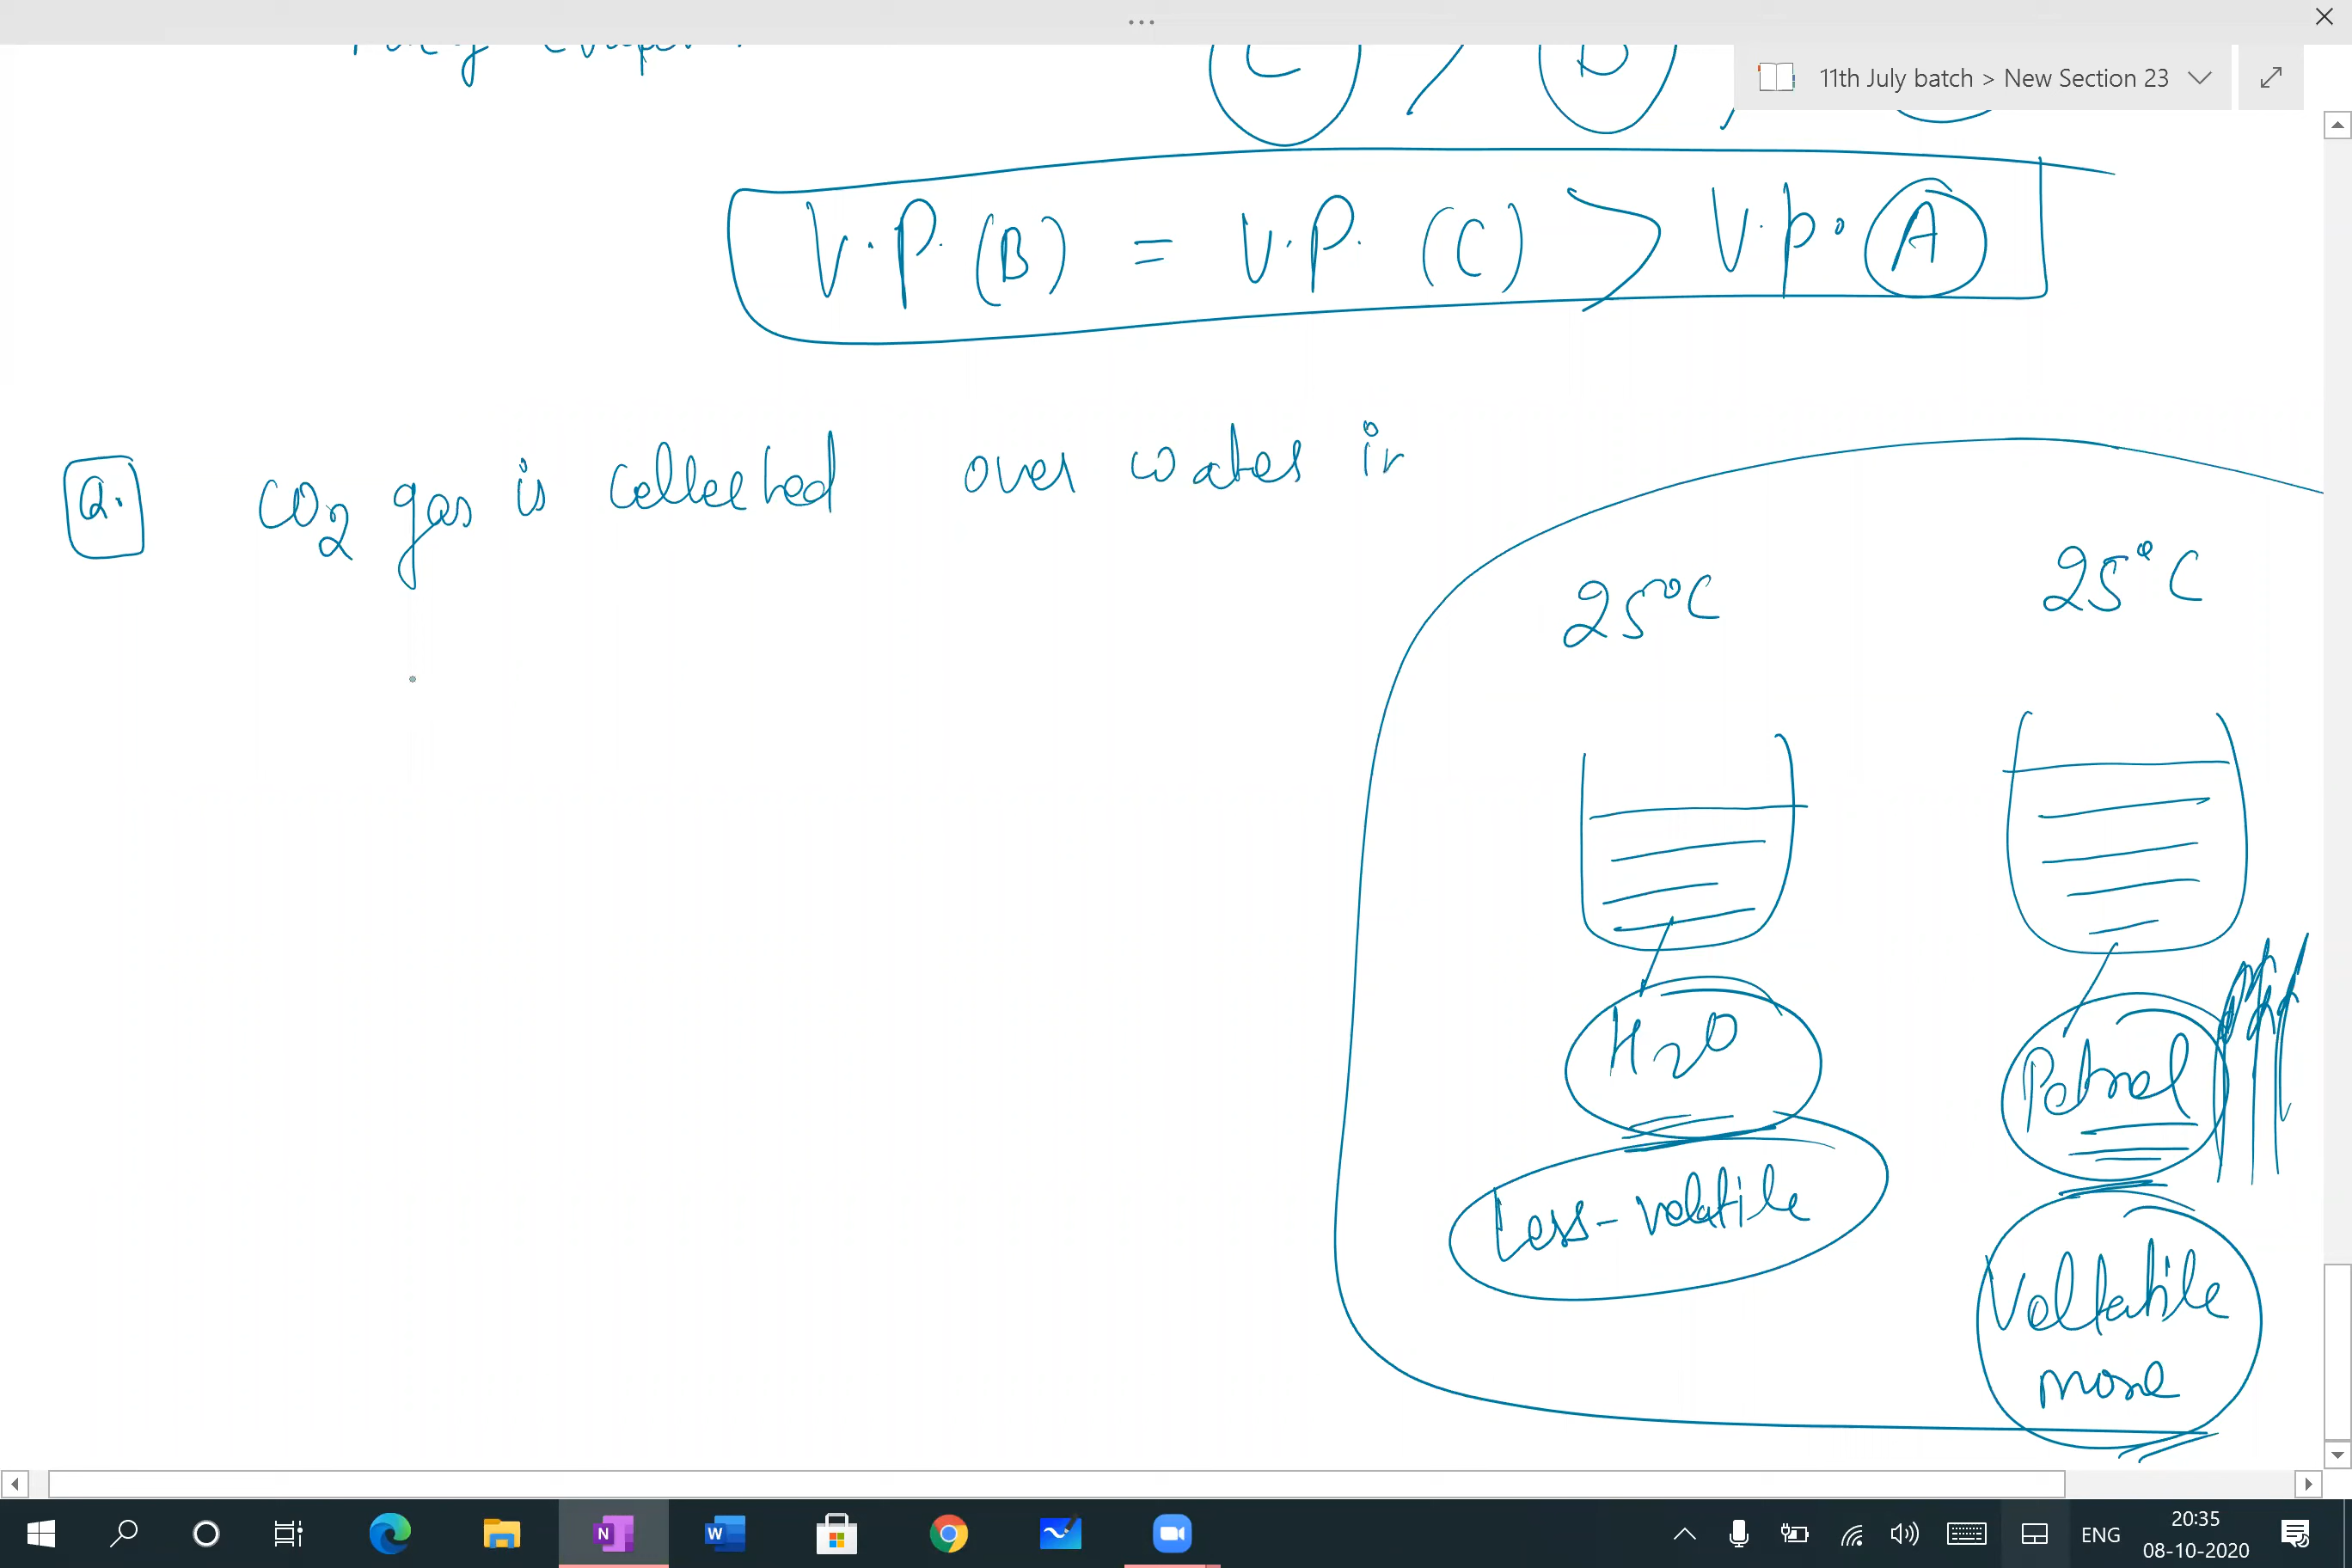 11th July batch > New Section 23
V.P. (B) = V.P. (C) > V.p. A
Q. CO2 gas is collected over water in
25°C 25°C
H2O Petrol
Less-volatile
Vollatile
more
N W
ENG
20:35
08-10-2020